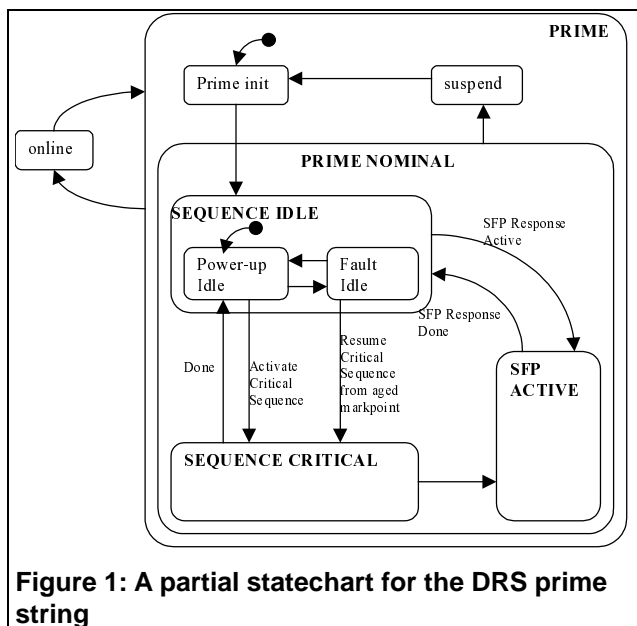 PRIME
Prime init
suspend
online
PRIME NOMINAL
SEQUENCE IDLE
SFP Response
Active
Power-up
Idle
Fault
Idle
SFP Response
Done
Done
Activate
Critical
Sequence
Resume
Critical
Sequence
from aged
markpoint
SFP
ACTIVE
SEQUENCE CRITICAL
Figure 1: A partial statechart for the DRS prime
string